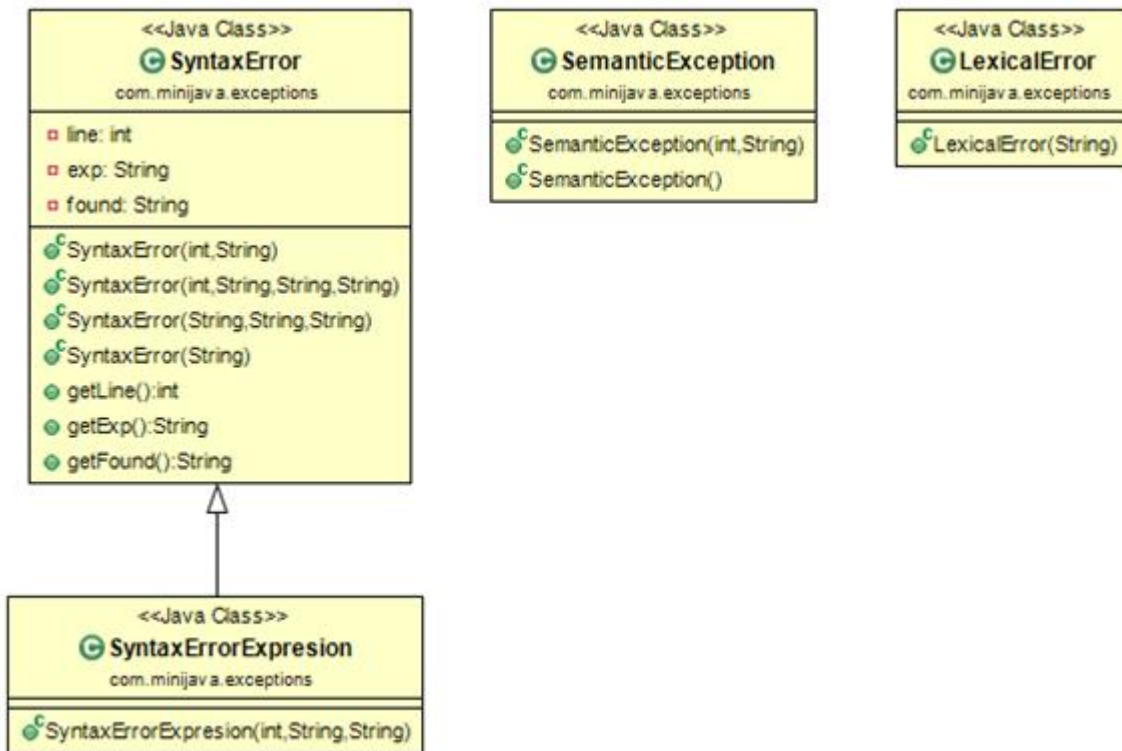 <<Java Class>>
SyntaxError
com.minijava.exceptions
line: int
exp: String
found: String
SyntaxError(int,String)
SyntaxError(int,String,String,String)
SyntaxError(String,String,String)
SyntaxError(String)
getLine():int
getExp():String
getFound():String
<<Java Class>>
SemanticException
com.minijava.exceptions
SemanticException(int,String)
SemanticException()
<<Java Class>>
LexicalError
com.minijava.exceptions
LexicalError(String)
<<Java Class>>
SyntaxErrorExpresion
com.minijava.exceptions
SyntaxErrorExpresion(int,String,String)